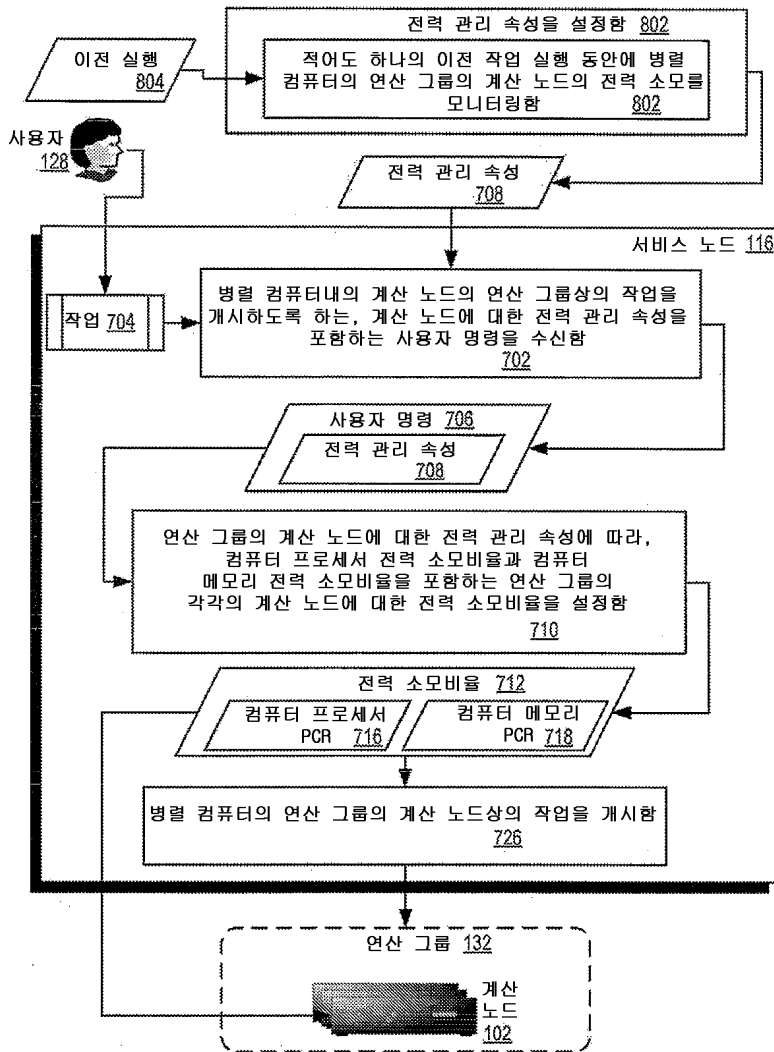 전력 관리 속성을 설정함 802
이전 실행
804
적어도 하나의 이전 작업 실행 동안에 병렬
컴퓨터의 연산 그룹의 계산 노드의 전력 소모를
모니터링함 802
사용자
128
전력 관리 속성
708
서비스 노드 116
작업 704
병렬 컴퓨터내의 계산 노드의 연산 그룹상의 작업을
개시하도록 하는, 계산 노드에 대한 전력 관리 속성을
포함하는 사용자 명령을 수신함
702
사용자 명령 706
전력 관리 속성
708
연산 그룹의 계산 노드에 대한 전력 관리 속성에 따라,
컴퓨터 프로세서 전력 소모비율과 컴퓨터
메모리 전력 소모비율을 포함하는 연산 그룹의
각각의 계산 노드에 대한 전력 소모비율을 설정함
710
전력 소모비율 712
컴퓨터 프로세서
PCR 716
컴퓨터 메모리
PCR 718
병렬 컴퓨터의 연산 그룹의 계산 노드상의 작업을 개시함
726
연산 그룹 132
계산
노드
102